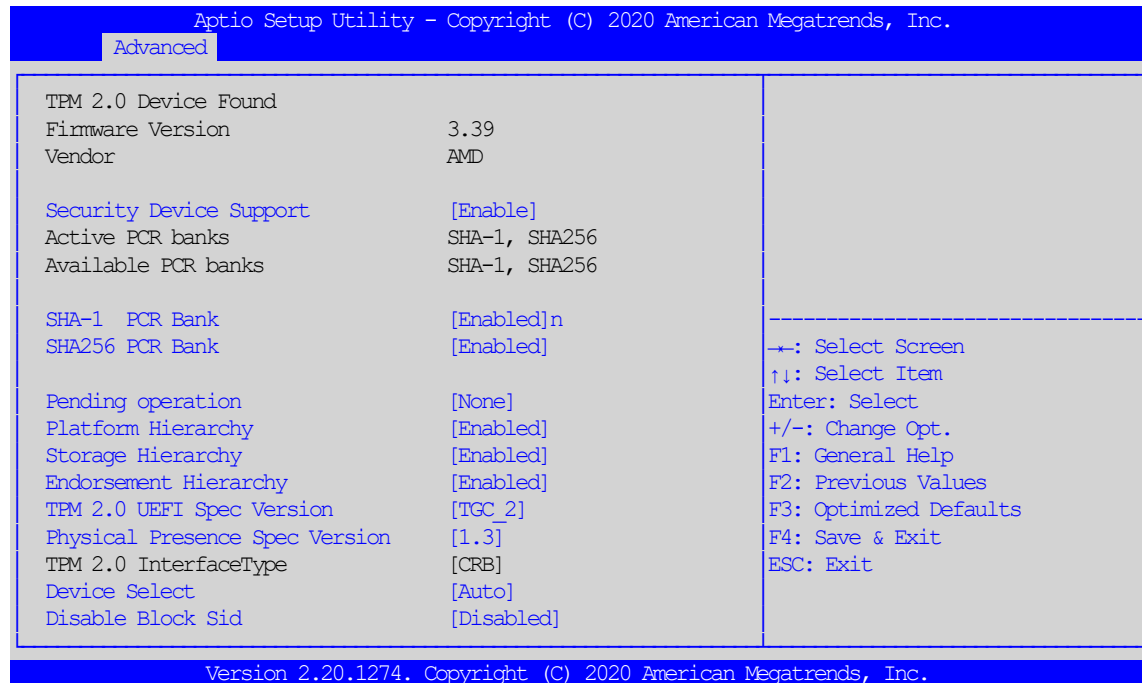 Aptio Setup Utility - Copyright (C) 2020 American Megatrends, Inc.
Advanced
TPM 2.0 Device Found
Firmware Version 3.39
Vendor AMD
Security Device Support [Enable]
Active PCR banks SHA-1, SHA256
Available PCR banks SHA-1, SHA256
SHA-1 PCR Bank [Enabled]n
SHA256 PCR Bank [Enabled]
Pending operation [None]
Platform Hierarchy [Enabled]
Storage Hierarchy [Enabled]
Endorsement Hierarchy [Enabled]
TPM 2.0 UEFI Spec Version [TGC_2]
Physical Presence Spec Version [1.3]
TPM 2.0 InterfaceType [CRB]
Device Select [Auto]
Disable Block Sid [Disabled]
→←: Select Screen
↑↓: Select Item
Enter: Select
+/-: Change Opt.
F1: General Help
F2: Previous Values
F3: Optimized Defaults
F4: Save & Exit
ESC: Exit
Version 2.20.1274. Copyright (C) 2020 American Megatrends, Inc.